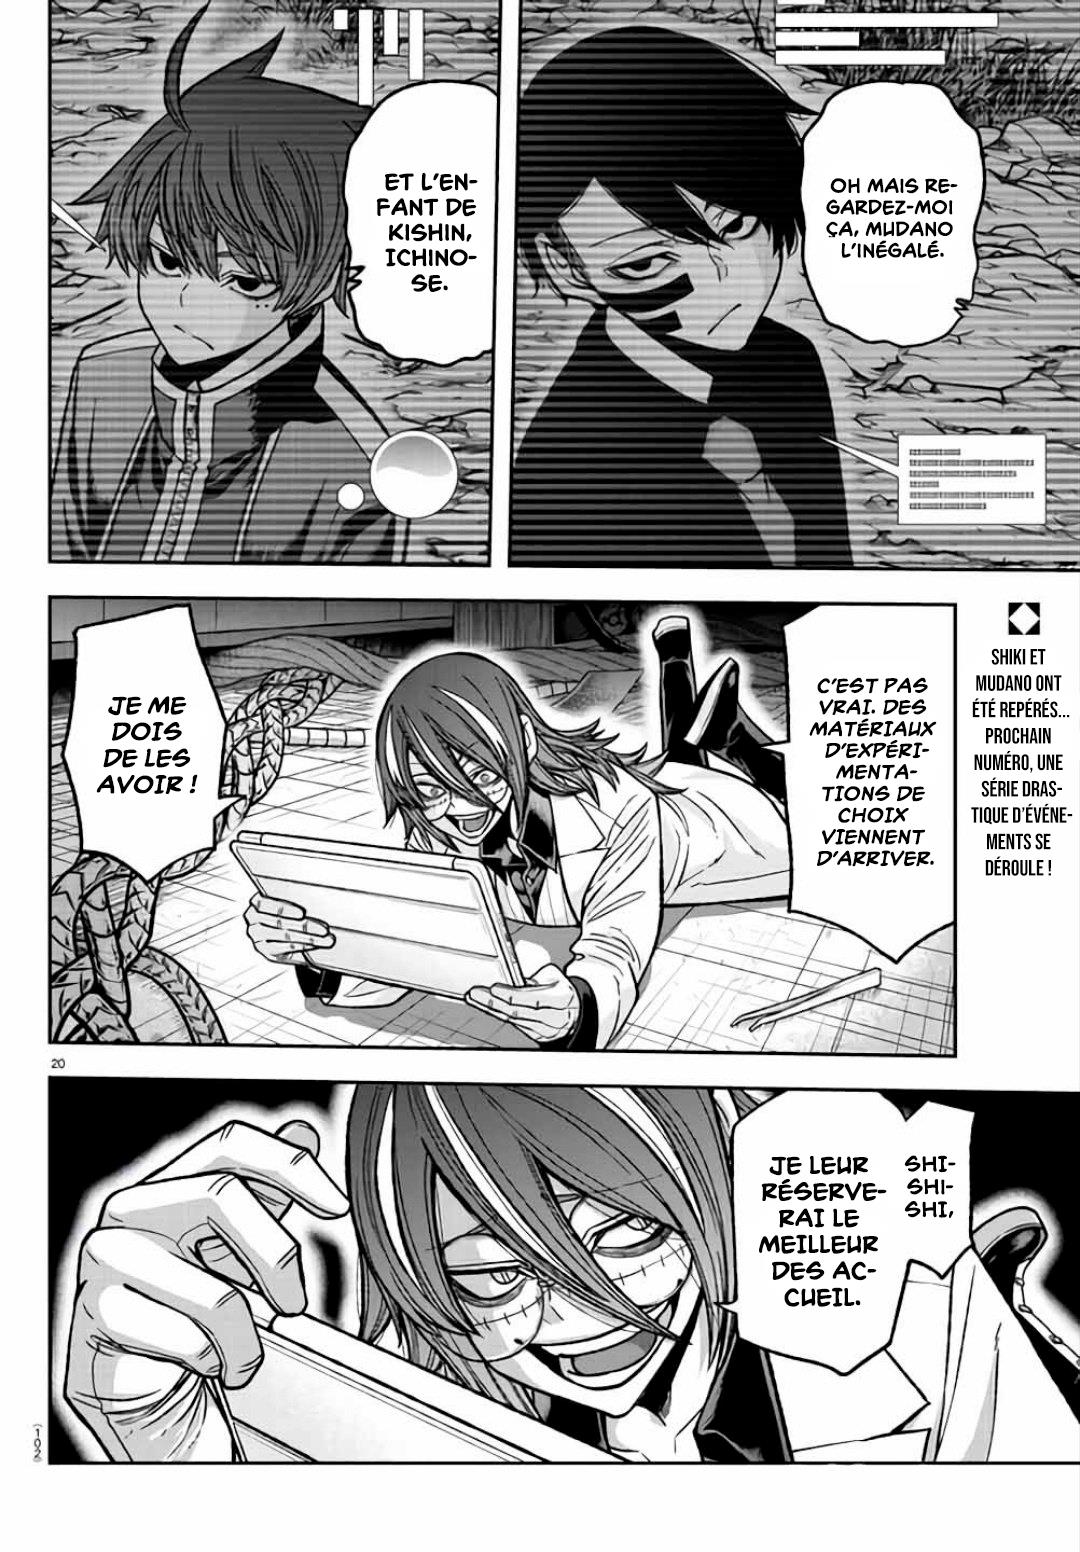 OH MAIS RE-
GARDEZ-MOI
ÇA, MUDANO
L'INÉGALÉ.
ET L'EN-
FANT DE
KISHIN,
ICHINO-
SE.
C'EST PAS
VRAI. DES
MATÉRIAUX
D'EXPÉRI-
MENTA-
TIONS DE
CHOIX
VIENNENT
D'ARRIVER.
JE ME
DOIS
DE LES
AVOIR !
SHIKI ET
MUDANO ONT
ÉTÉ REPÉRÉS...
PROCHAIN
NUMÉRO, UNE
SÉRIE DRAS-
TIQUE D'ÉVÉNE-
MENTS SE
DÉROULE !
20
SHI-
SHI-
SHI,
JE LEUR
RÉSERVE-
RAI LE
MEILLEUR
DES AC-
CUEIL.
(102)